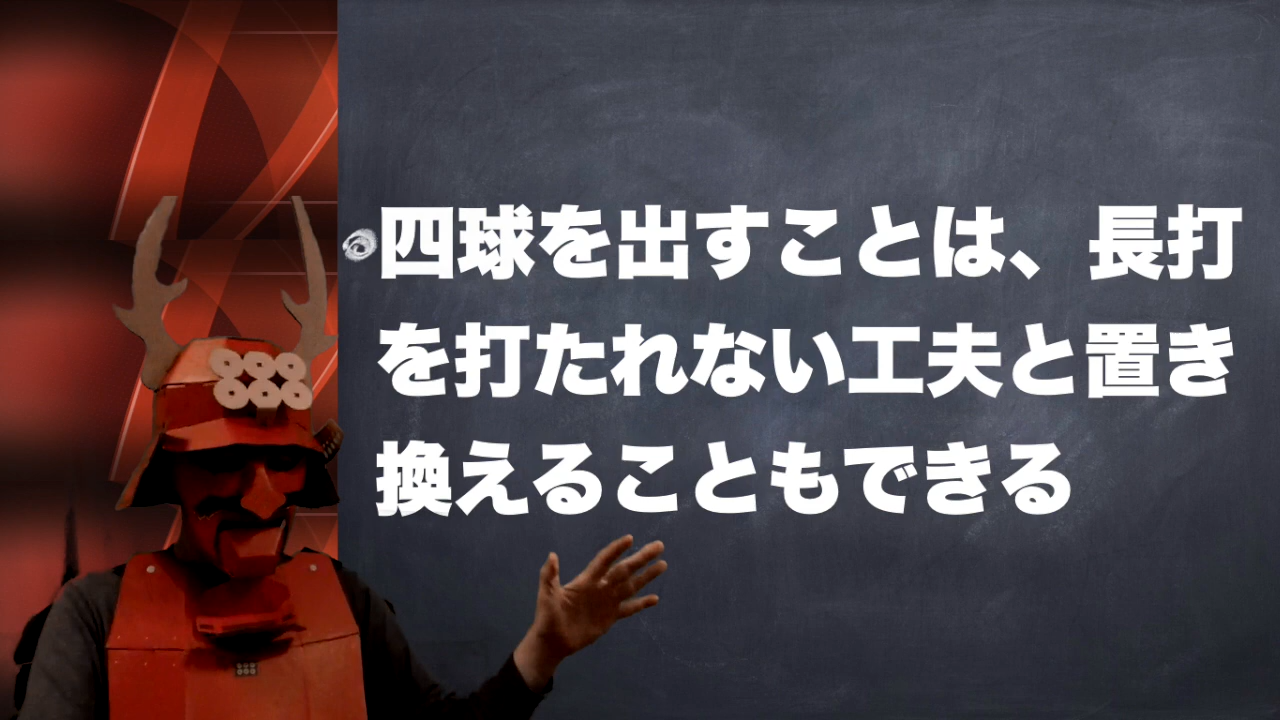 四球を出すことは、長打
を打たれない工夫と置き
換えることもできる